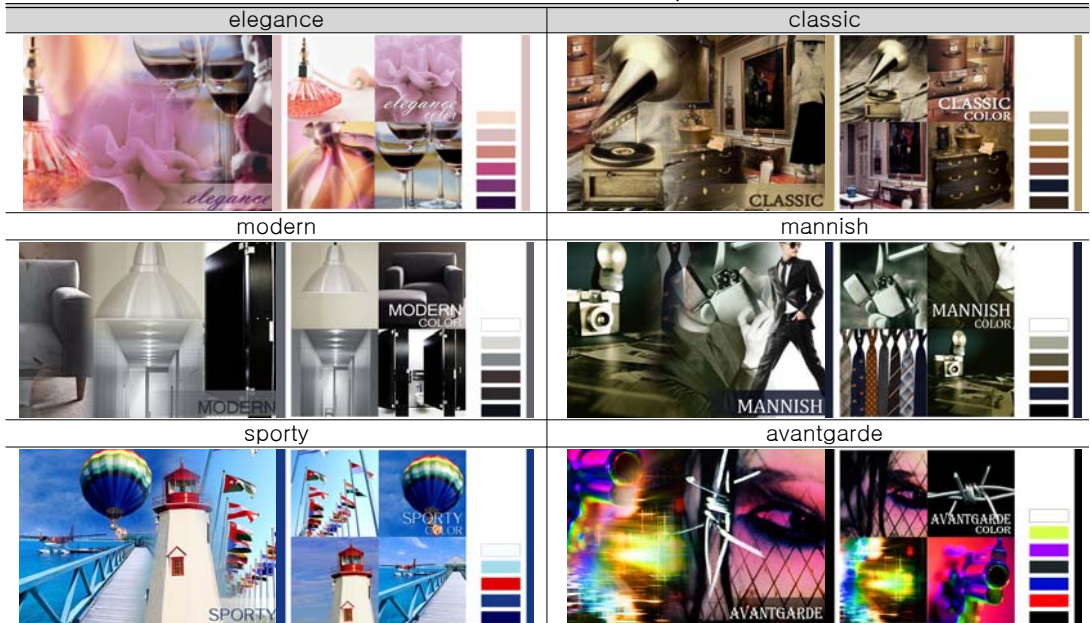 elegance
classic
elegance
elegance
color
CLASSIC
CLASSIC
COLOR
modern
mannish
MODERN
MODERN
COLOR
MANNISH
MANNISH
COLOR
sporty
avantgarde
SPORTY
SPORTY
COLOR
AVANTGARDE
AVANTGARDE
COLOR